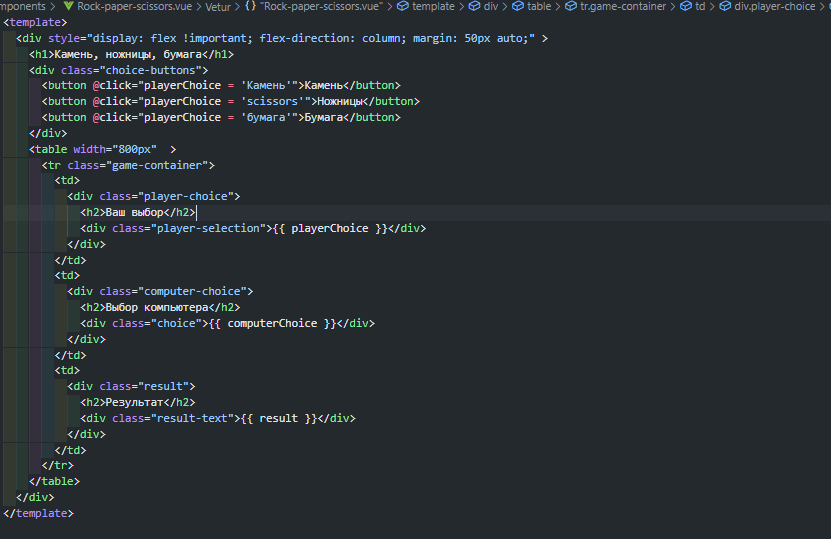 mponents > Rock-paper-scissors.vue > Vetur > {} "Rock-paper-scissors.vue" > template > div > table > tr.game-container > td > div.player-choice >
<template>
<div style="display: flex !important; flex-direction: column; margin: 50px auto;" >
<h1>Камень, ножницы, бумага</h1>
<div class="choice-buttons">
<button @click="playerChoice = 'Камень'">Камень</button>
<button @click="playerChoice = 'scissors'">Ножницы</button>
<button @click="playerChoice = 'бумага'">Бумага</button>
</div>
<table width="800px"  >
<tr class="game-container">
<td>
<div class="player-choice">
<h2>Ваш выбор</h2>
<div class="player-selection">{{ playerChoice }}</div>
</div>
</td>
<td>
<div class="computer-choice">
<h2>Выбор компьютера</h2>
<div class="choice">{{ computerChoice }}</div>
</div>
</td>
<td>
<div class="result">
<h2>Результат</h2>
<div class="result-text">{{ result }}</div>
</div>
</td>
</tr>
</table>
</div>
</template>